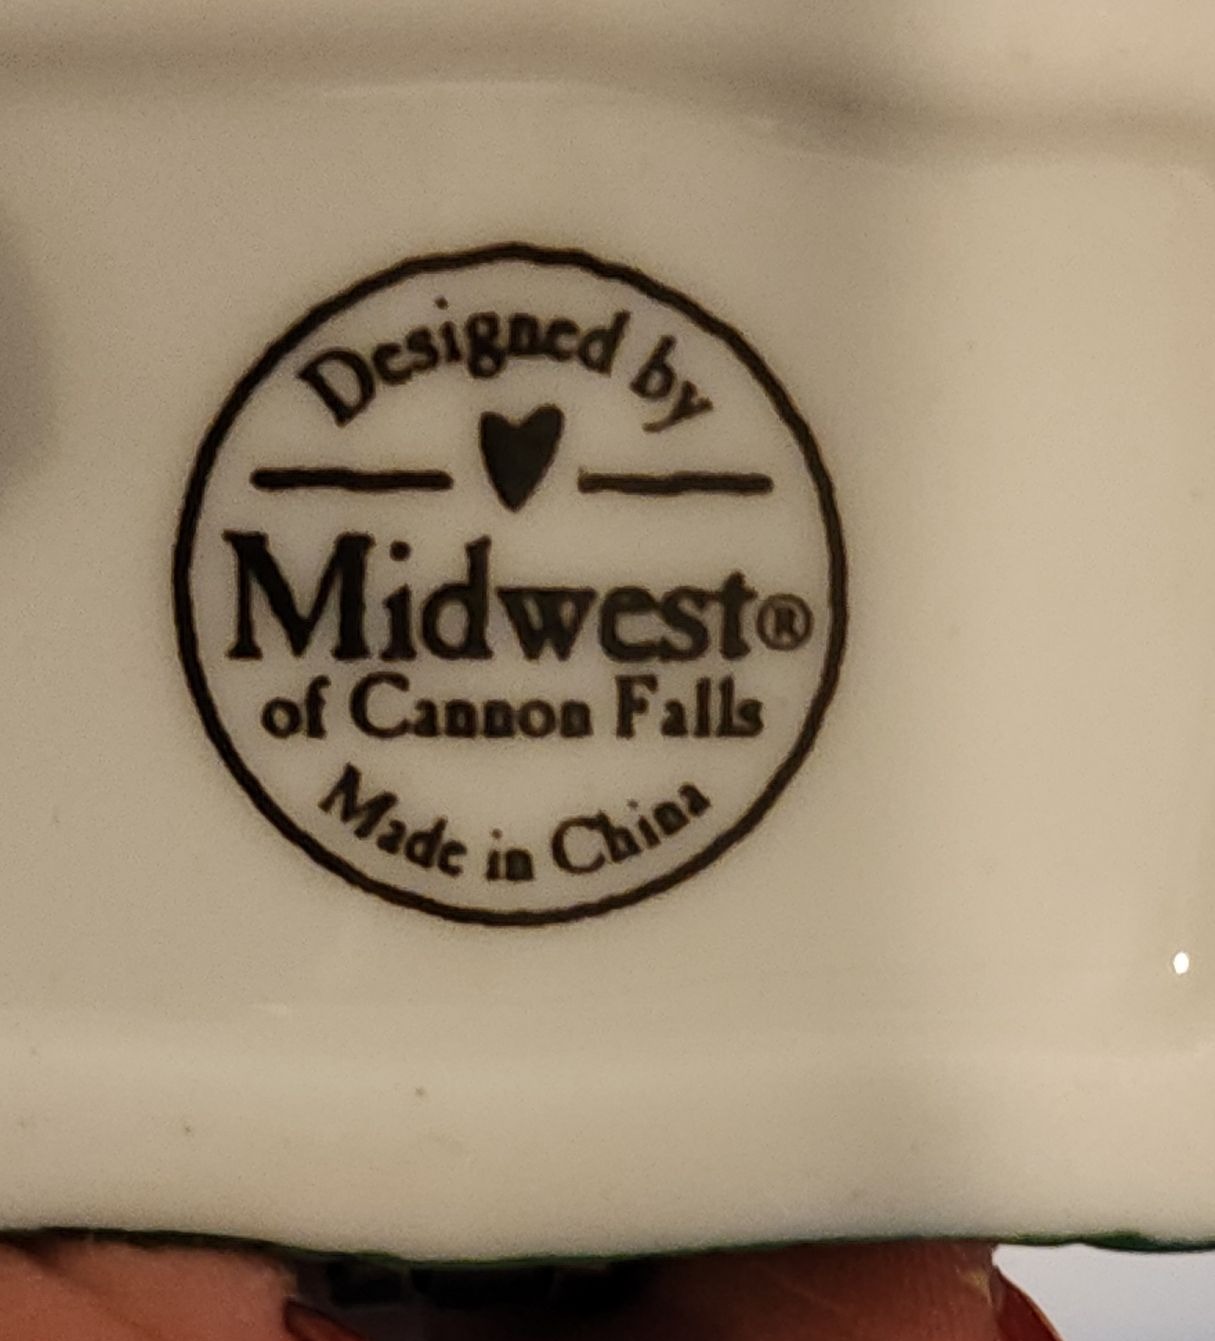 Designed by
Midwest®
of Cannon Falls
Made in China